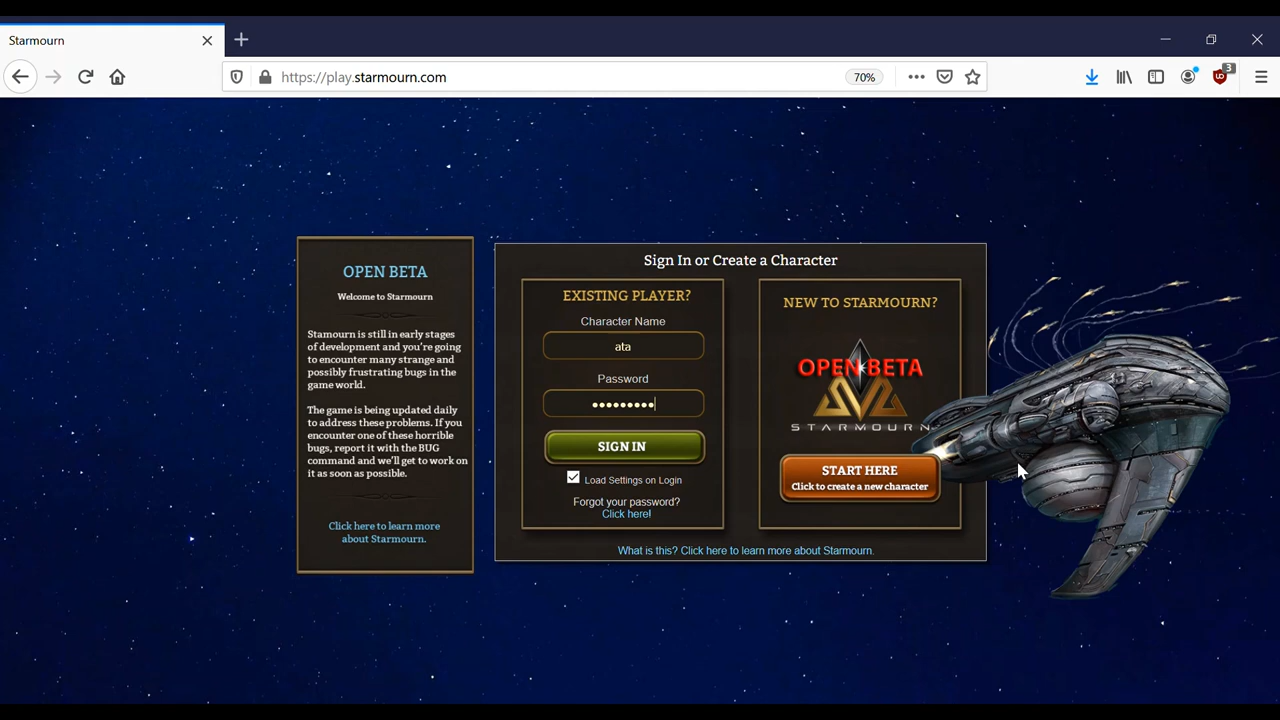 Starmourn
https://play.starmourn.com
70%
3
OPEN BETA
Welcome to Starmourn
Stamourn is still in early stages
of development and you're going
to encounter many strange and
possibly frustrating bugs in the
game world.
The game is being updated daily
to address these problems. If you
encounter one of these horrible
bugs, report it with the BUG
command and we'll get to work on
it as soon as possible.
Click here to learn more
about Starmourn.
Sign In or Create a Character
EXISTING PLAYER?
Character Name
ata
Password
•••••••••
SIGN IN
Load Settings on Login
Forgot your password?
Click here!
NEW TO STARMOURN?
OPEN BETA
STARMOURN
START HERE
Click to create a new character
What is this? Click here to learn more about Starmourn.